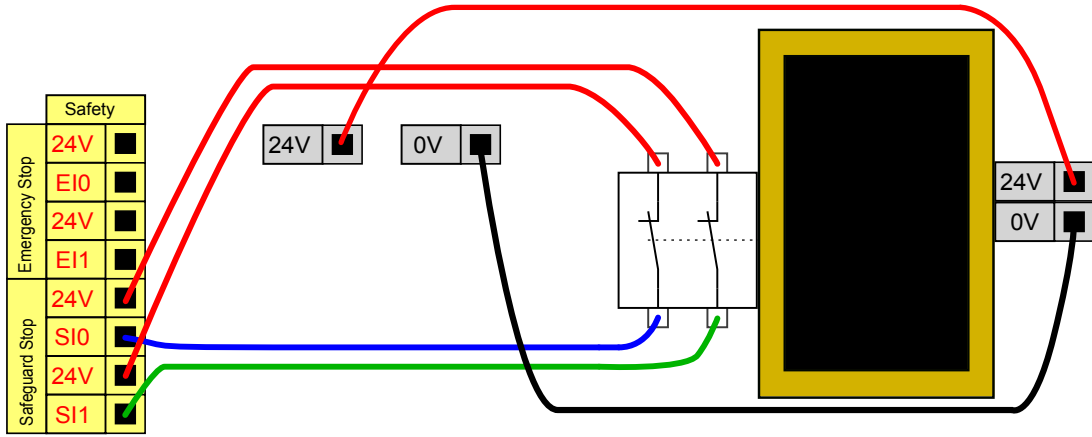 Safety
Emergency Stop
24V
EI0
24V
EI1
Safeguard Stop
24V
SI0
24V
SI1
24V
0V
24V
0V